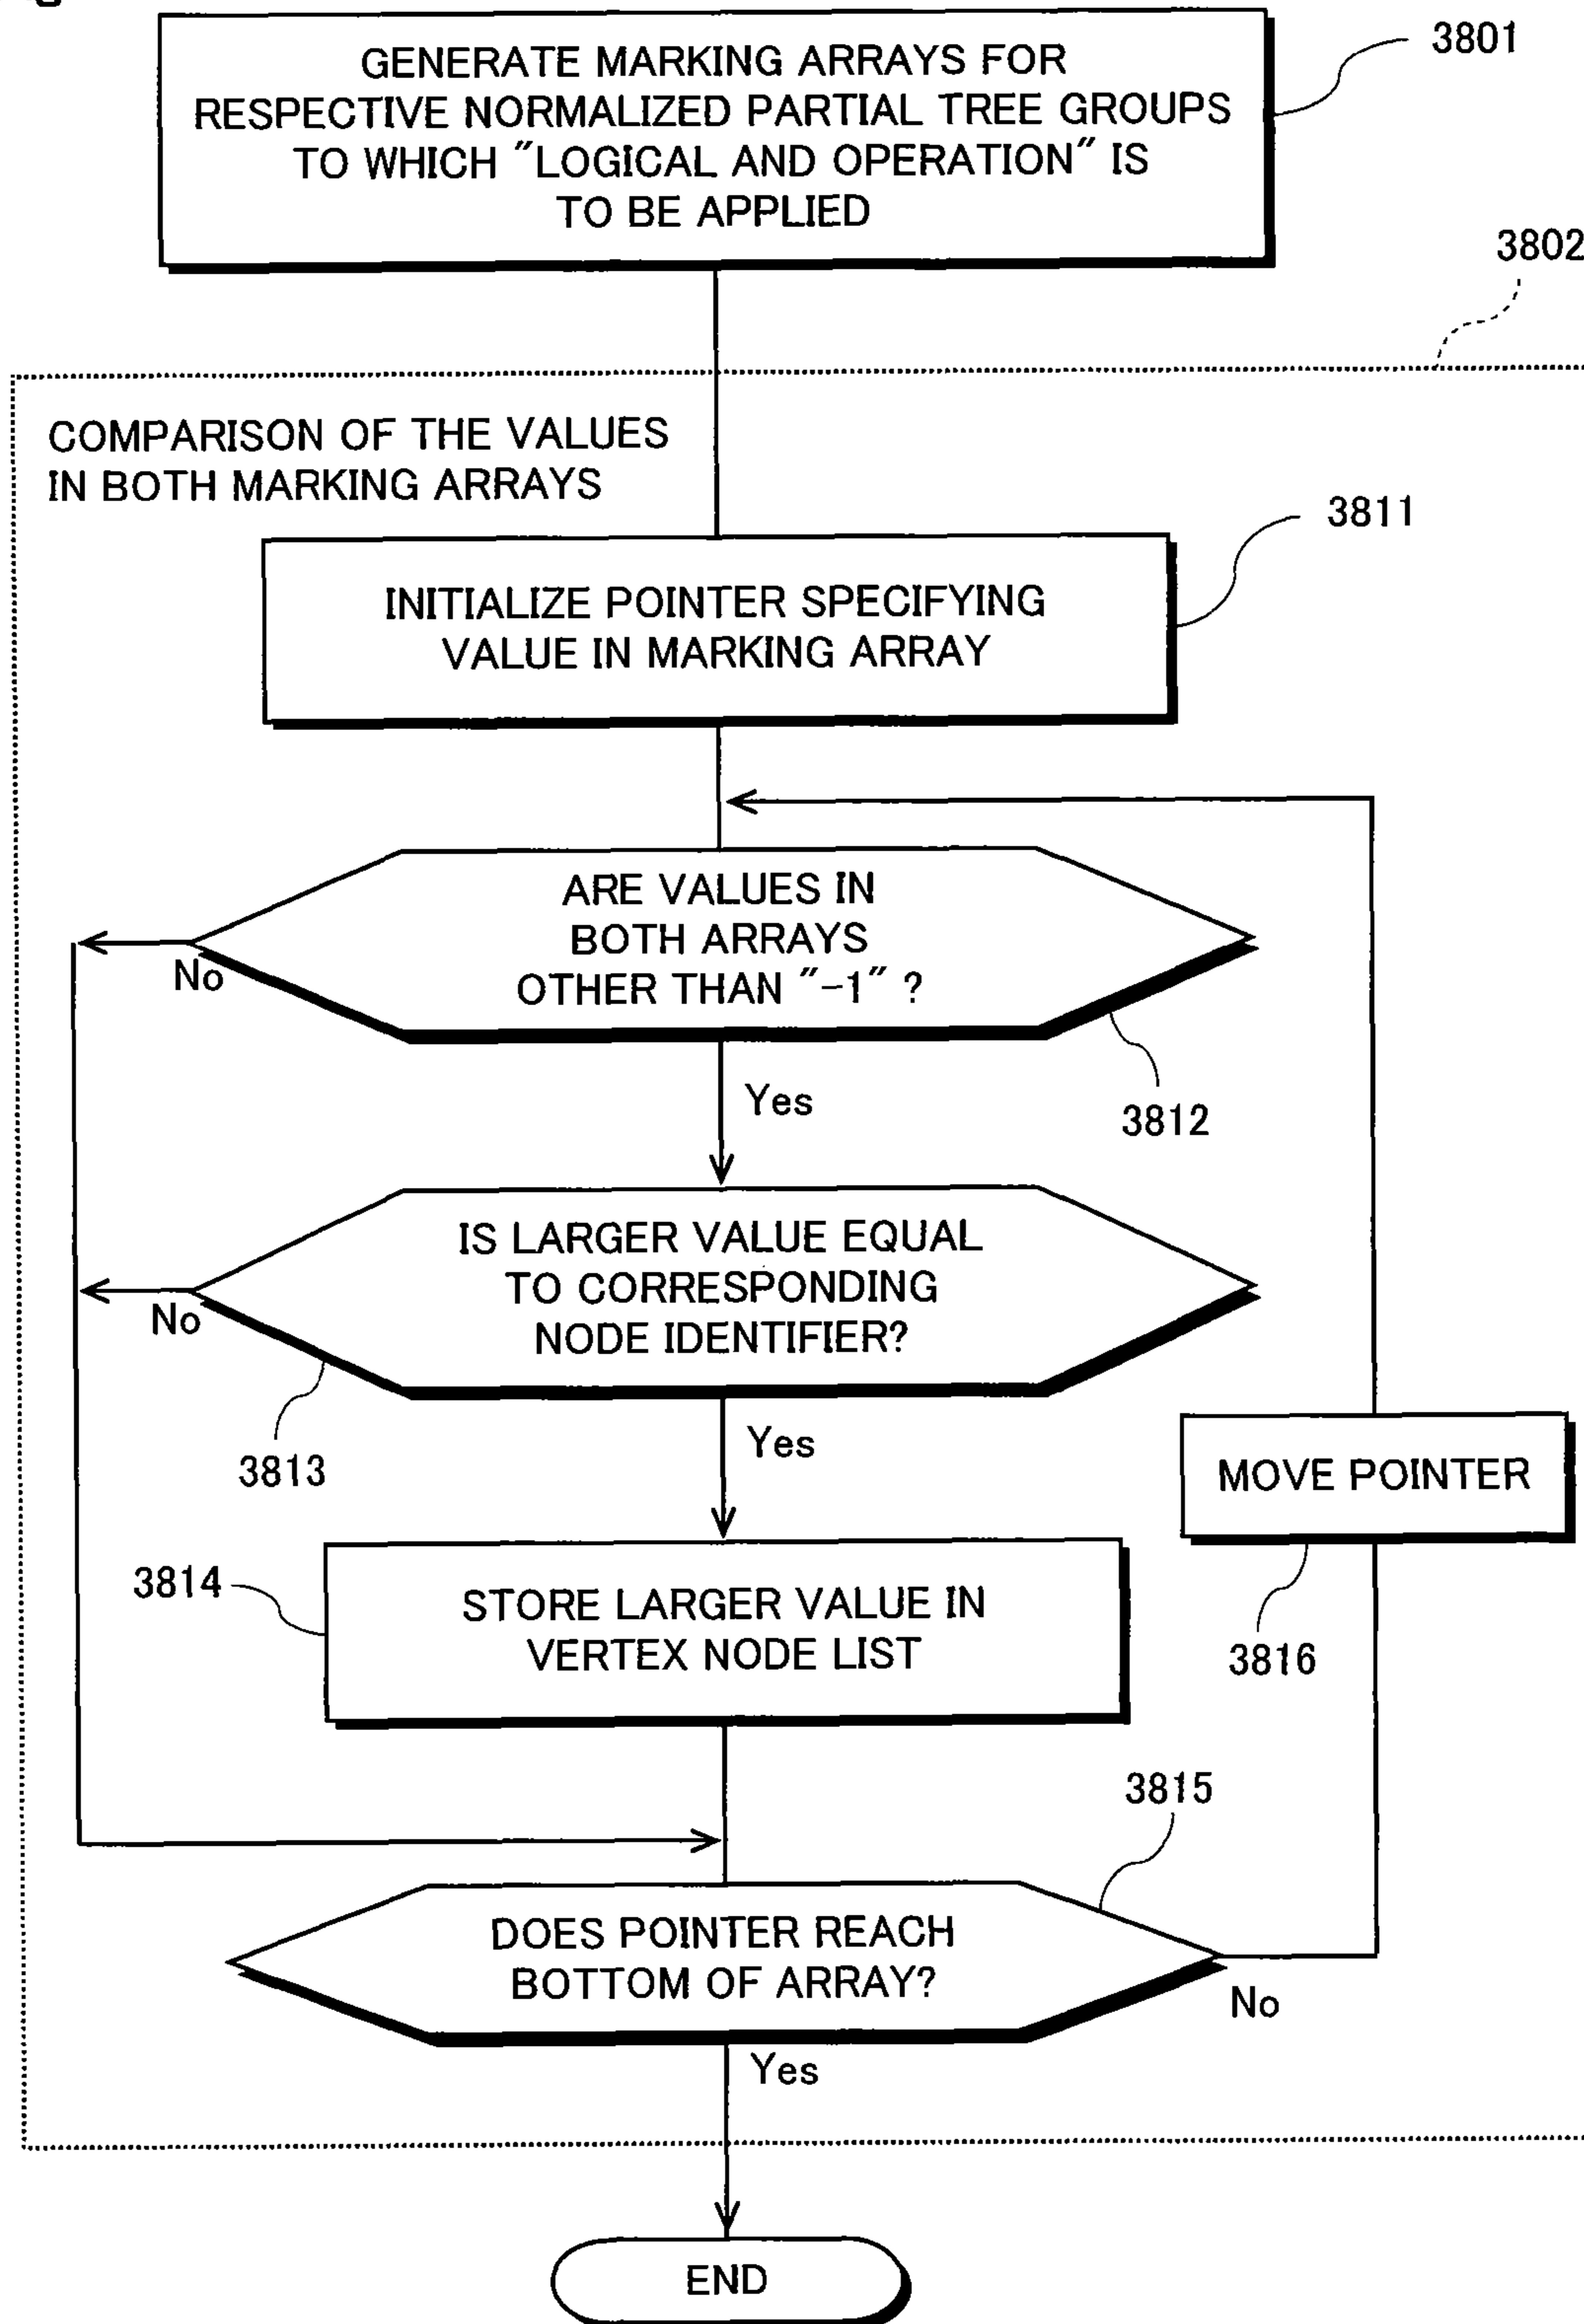 GENERATE MARKING ARRAYS FOR
RESPECTIVE NORMALIZED PARTIAL TREE GROUPS
TO WHICH "LOGICAL AND OPERATION" IS
TO BE APPLIED
3801
3802
COMPARISON OF THE VALUES
IN BOTH MARKING ARRAYS
3811
INITIALIZE POINTER SPECIFYING
VALUE IN MARKING ARRAY
ARE VALUES IN
BOTH ARRAYS
OTHER THAN "-1" ?
No
Yes
3812
IS LARGER VALUE EQUAL
TO CORRESPONDING
NODE IDENTIFIER?
No
Yes
3813
MOVE POINTER
3814
STORE LARGER VALUE IN
VERTEX NODE LIST
3816
3815
DOES POINTER REACH
BOTTOM OF ARRAY?
No
Yes
END